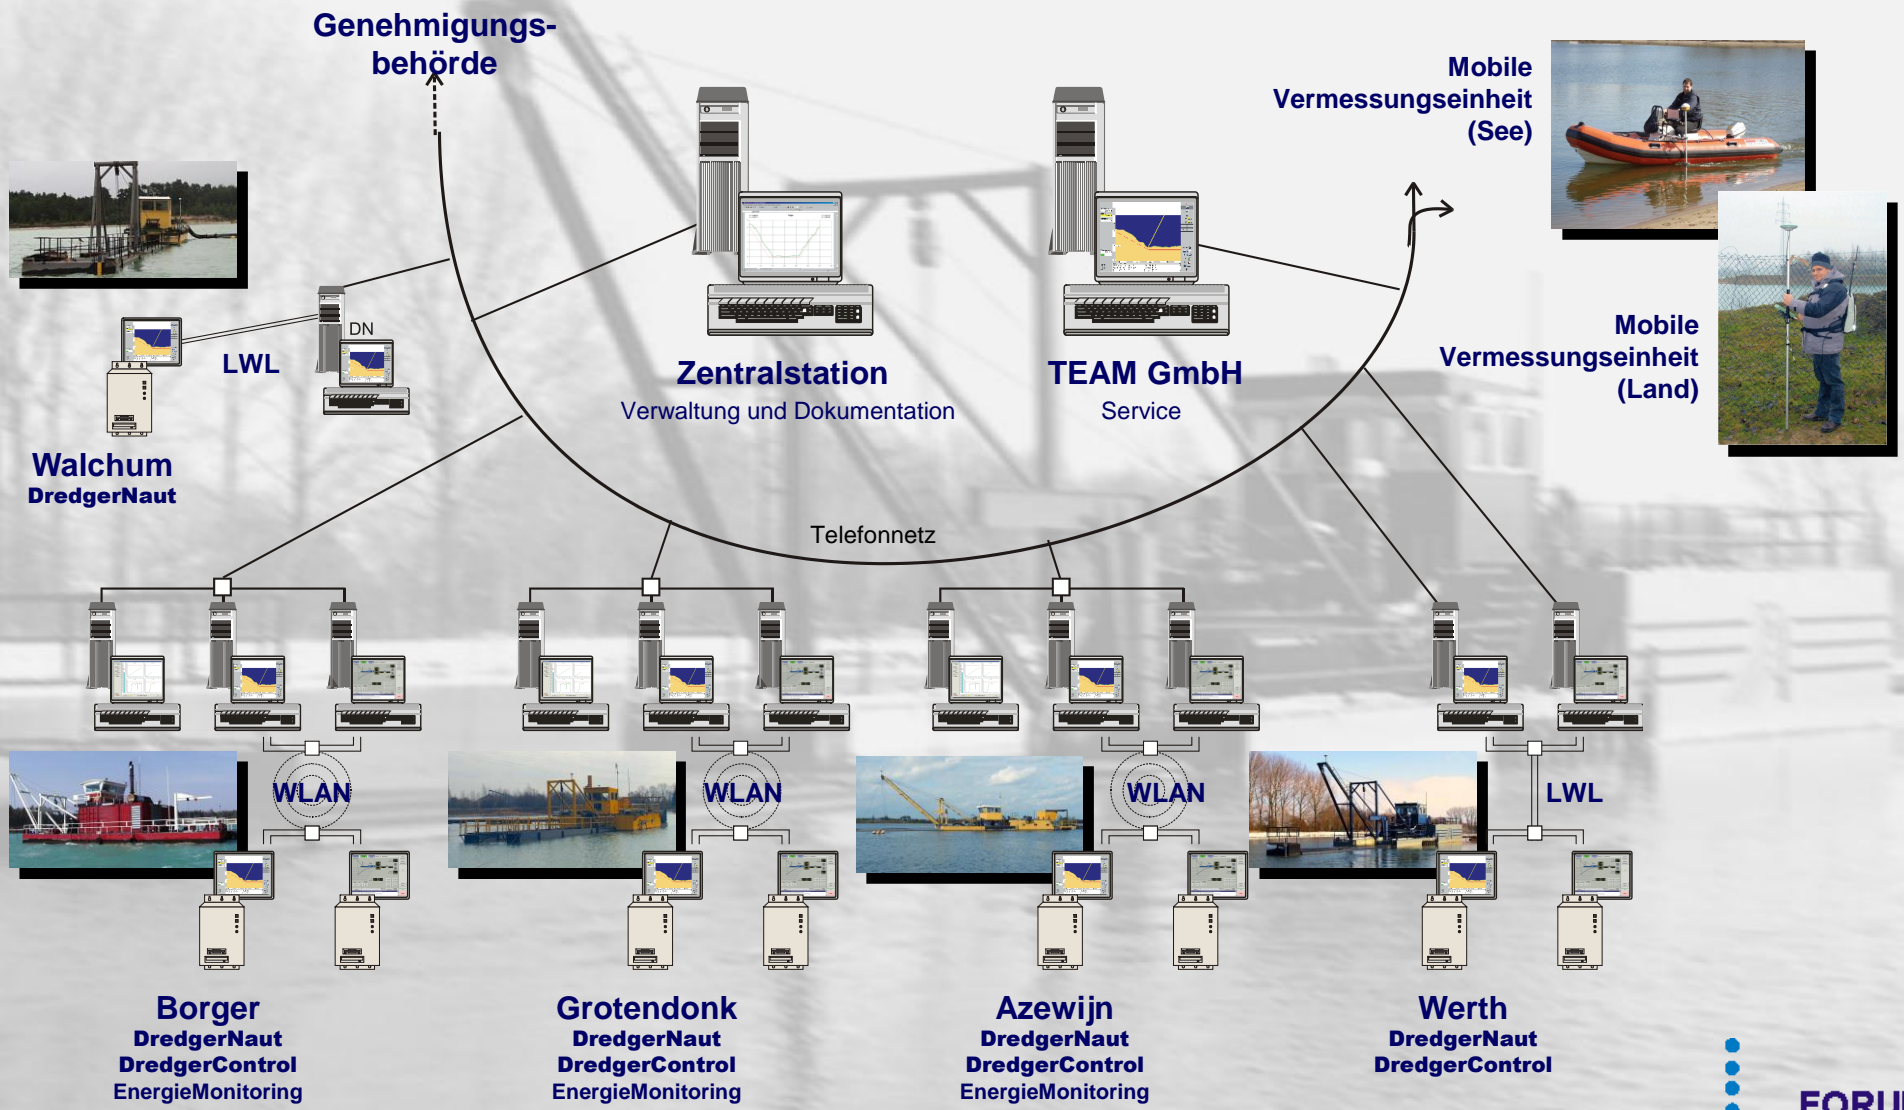 Genehmigungs-
behörde
Mobile
Vermessungseinheit
(See)
DN
LWL
Zentralstation
Verwaltung und Dokumentation
TEAM GmbH
Service
Mobile
Vermessungseinheit
(Land)
Walchum
DredgerNaut
Telefonnetz
WLAN
WLAN
WLAN
LWL
Borger
DredgerNaut
DredgerControl
EnergieMonitoring
Grotendonk
DredgerNaut
DredgerControl
EnergieMonitoring
Azewijn
DredgerNaut
DredgerControl
EnergieMonitoring
Werth
DredgerNaut
DredgerControl